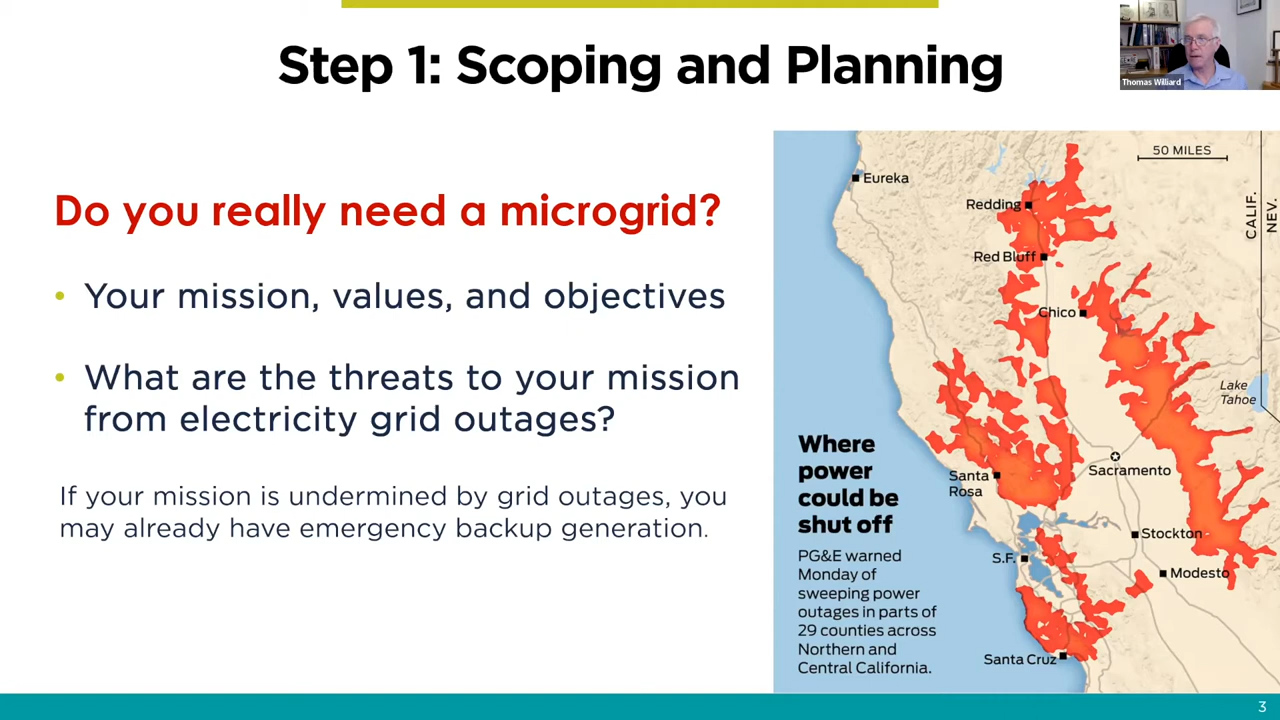 Step 1: Scoping and Planning
Thomas Williard
Do you really need a microgrid?
• Your mission, values, and objectives
• What are the threats to your mission
from electricity grid outages?
If your mission is undermined by grid outages, you
may already have emergency backup generation.
50 MILES
Eureka
CALIF.
NEV.
Redding
Red Bluff
Chico
Lake
Tahoe
Where
power
could be
shut off
Santa
Rosa
Sacramento
Stockton
S.F.
Modesto
PG&E warned
Monday of
sweeping power
outages in parts of
29 counties across
Northern and
Central California.
Santa Cruz
3